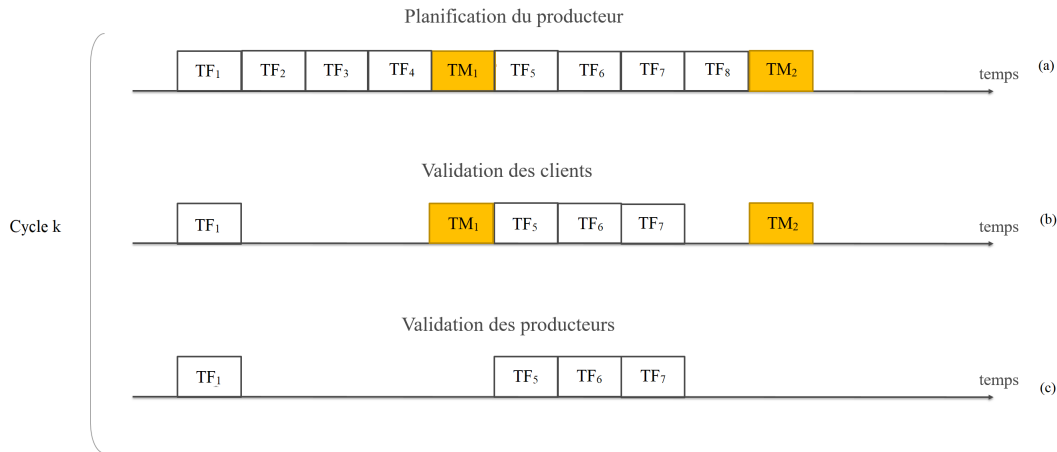 Planification du producteur
TF1 TF2 TF3 TF4 TM1 TF5 TF6 TF7 TF8 TM2
temps (a)
Validation des clients
Cycle k
TF1 TM1 TF5 TF6 TF7 TM2
temps (b)
Validation des producteurs
TF1 TF5 TF6 TF7
temps (c)